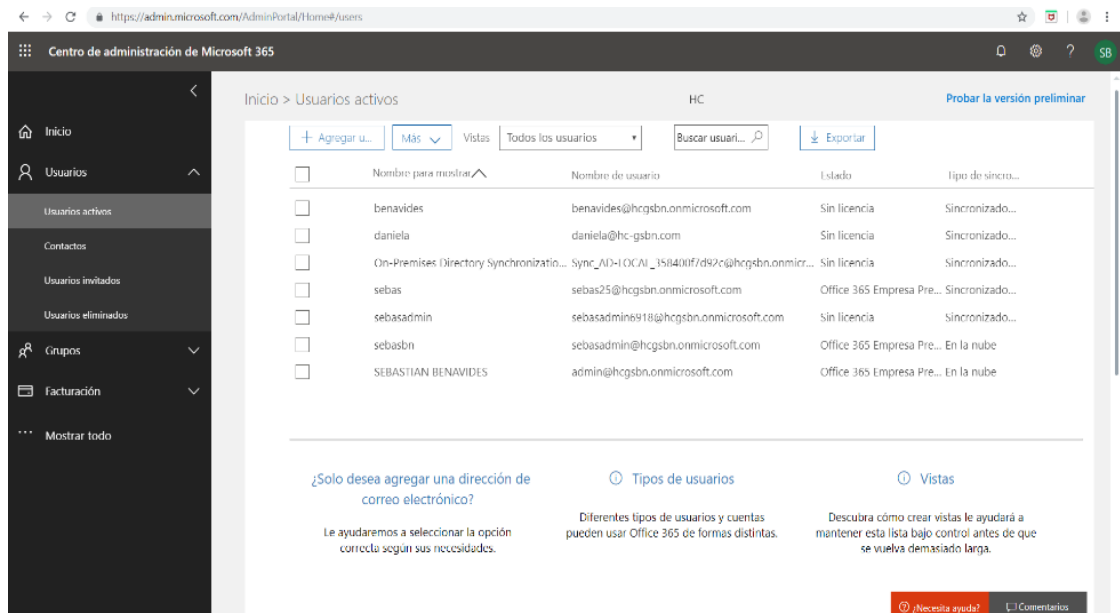 https://admin.microsoft.com/AdminPortal/Home#/users
Centro de administración de Microsoft 365
?
SB
Inicio > Usuarios activos
HC
Probar la versión preliminar
Inicio
Usuarios
Usuarios activos
Contactos
Usuarios invitados
Usuarios eliminados
Grupos
Facturación
Mostrar todo
+ Agregar u...
Más
Vistas
Todos los usuarios
Buscar usuari...
Exportar
Nombre para mostrar Nombre de usuario Estado Tipo de sincro...
benavides benavides@hcgsbn.onmicrosoft.com Sin licencia Sincronizado...
daniela daniela@hc-gsbn.com Sin licencia Sincronizado...
On-Premises Directory Synchronizatio... Sync_AD-LOCAL_358400f7d92c@hcgsbn.onmicr... Sin licencia Sincronizado...
sebas sebas25@hcgsbn.onmicrosoft.com Office 365 Empresa Pre... Sincronizado...
sebasadmin sebasadmin6918@hcgsbn.onmicrosoft.com Sin licencia Sincronizado...
sebasbn sebasadmin@hcgsbn.onmicrosoft.com Office 365 Empresa Pre... En la nube
SEBASTIAN BENAVIDES admin@hcgsbn.onmicrosoft.com Office 365 Empresa Pre... En la nube
¿Solo desea agregar una dirección de
correo electrónico?
Le ayudaremos a seleccionar la opción
correcta según sus necesidades.
Tipos de usuarios
Diferentes tipos de usuarios y cuentas
pueden usar Office 365 de formas distintas.
Vistas
Descubra cómo crear vistas le ayudará a
mantener esta lista bajo control antes de que
se vuelva demasiado larga.
¿Necesita ayuda?
Comentarios